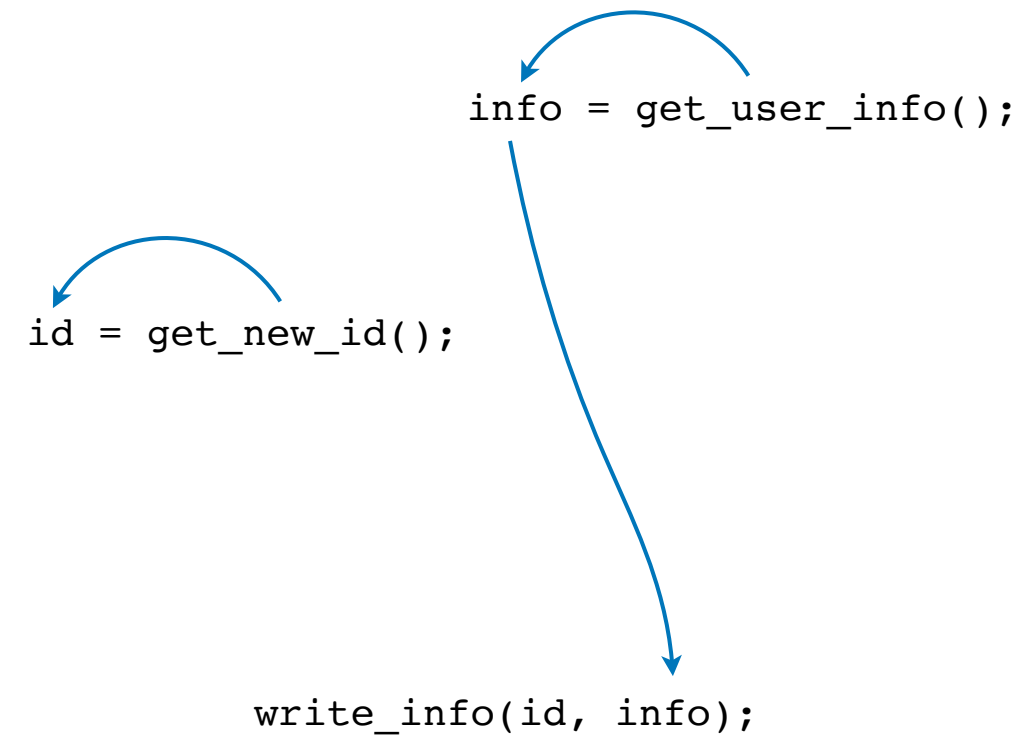 info = get_user_info();
id = get_new_id();
write_info(id, info);